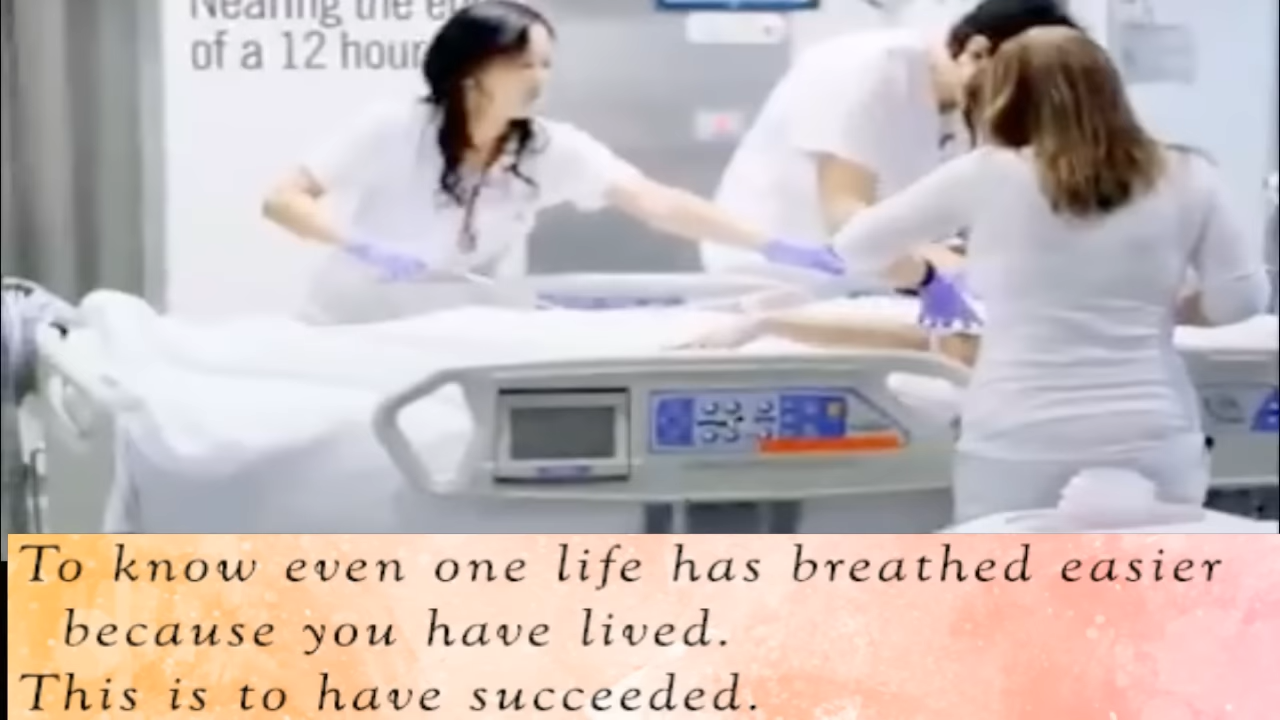 Nearing the
of a 12 hour
To know even one life has breathed easier
because you have lived.
This is to have succeeded.